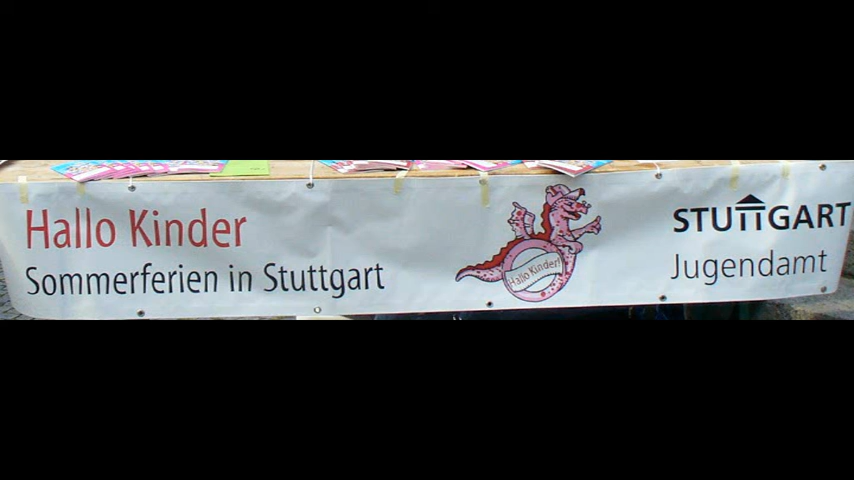 Hallo Kinder
Sommerferien in Stuttgart
Hallo Kinder!
STUTTGART
Jugendamt